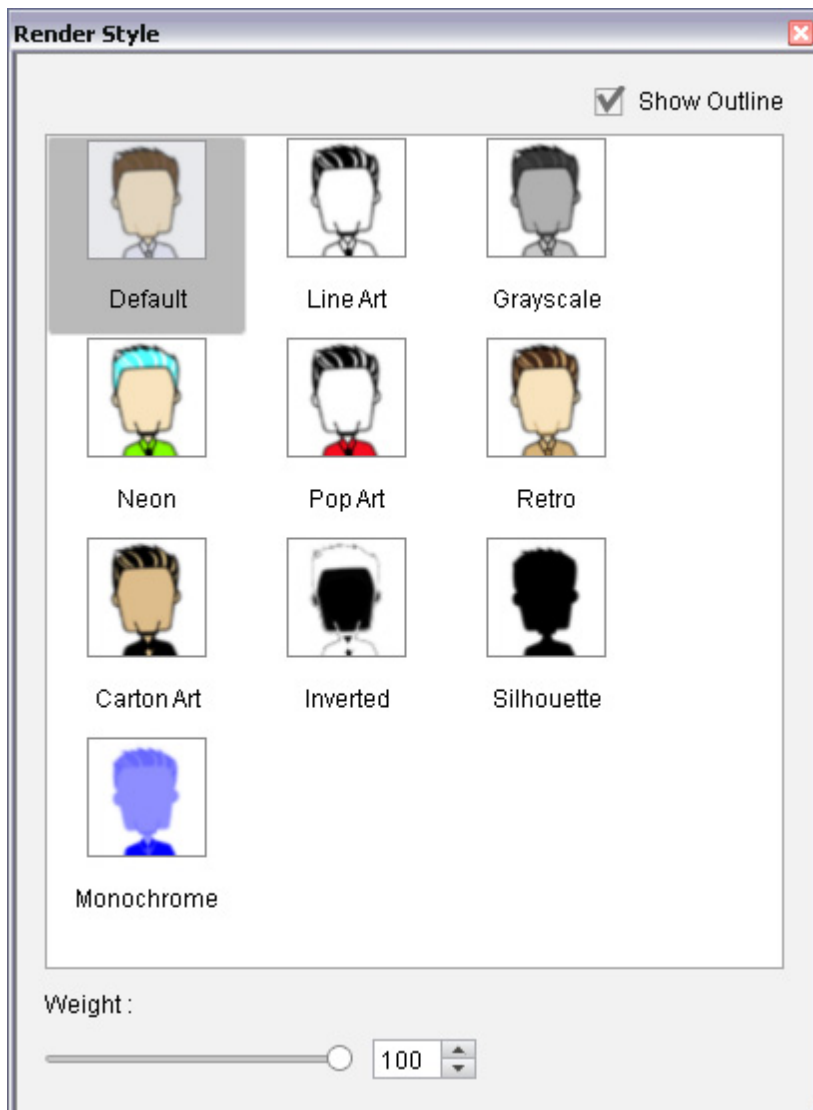 Render Style
Show Outline
Default Line Art Grayscale
Neon Pop Art Retro
Carton Art Inverted Silhouette
Monochrome
Weight :
100